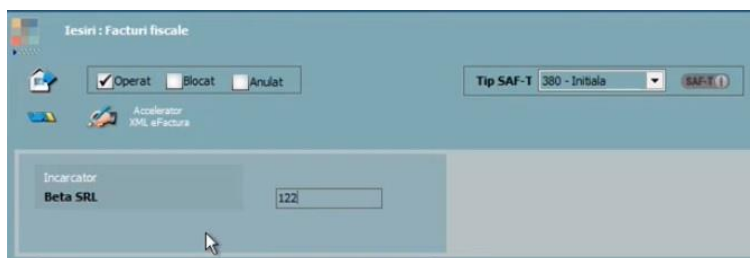 Iesiri : Facturi fiscale
Operat Blocat Anulat
Tip SAF-T 380 - Initiala SAF-T
Accelerator
XML eFactura
Incarcator
Beta SRL 122